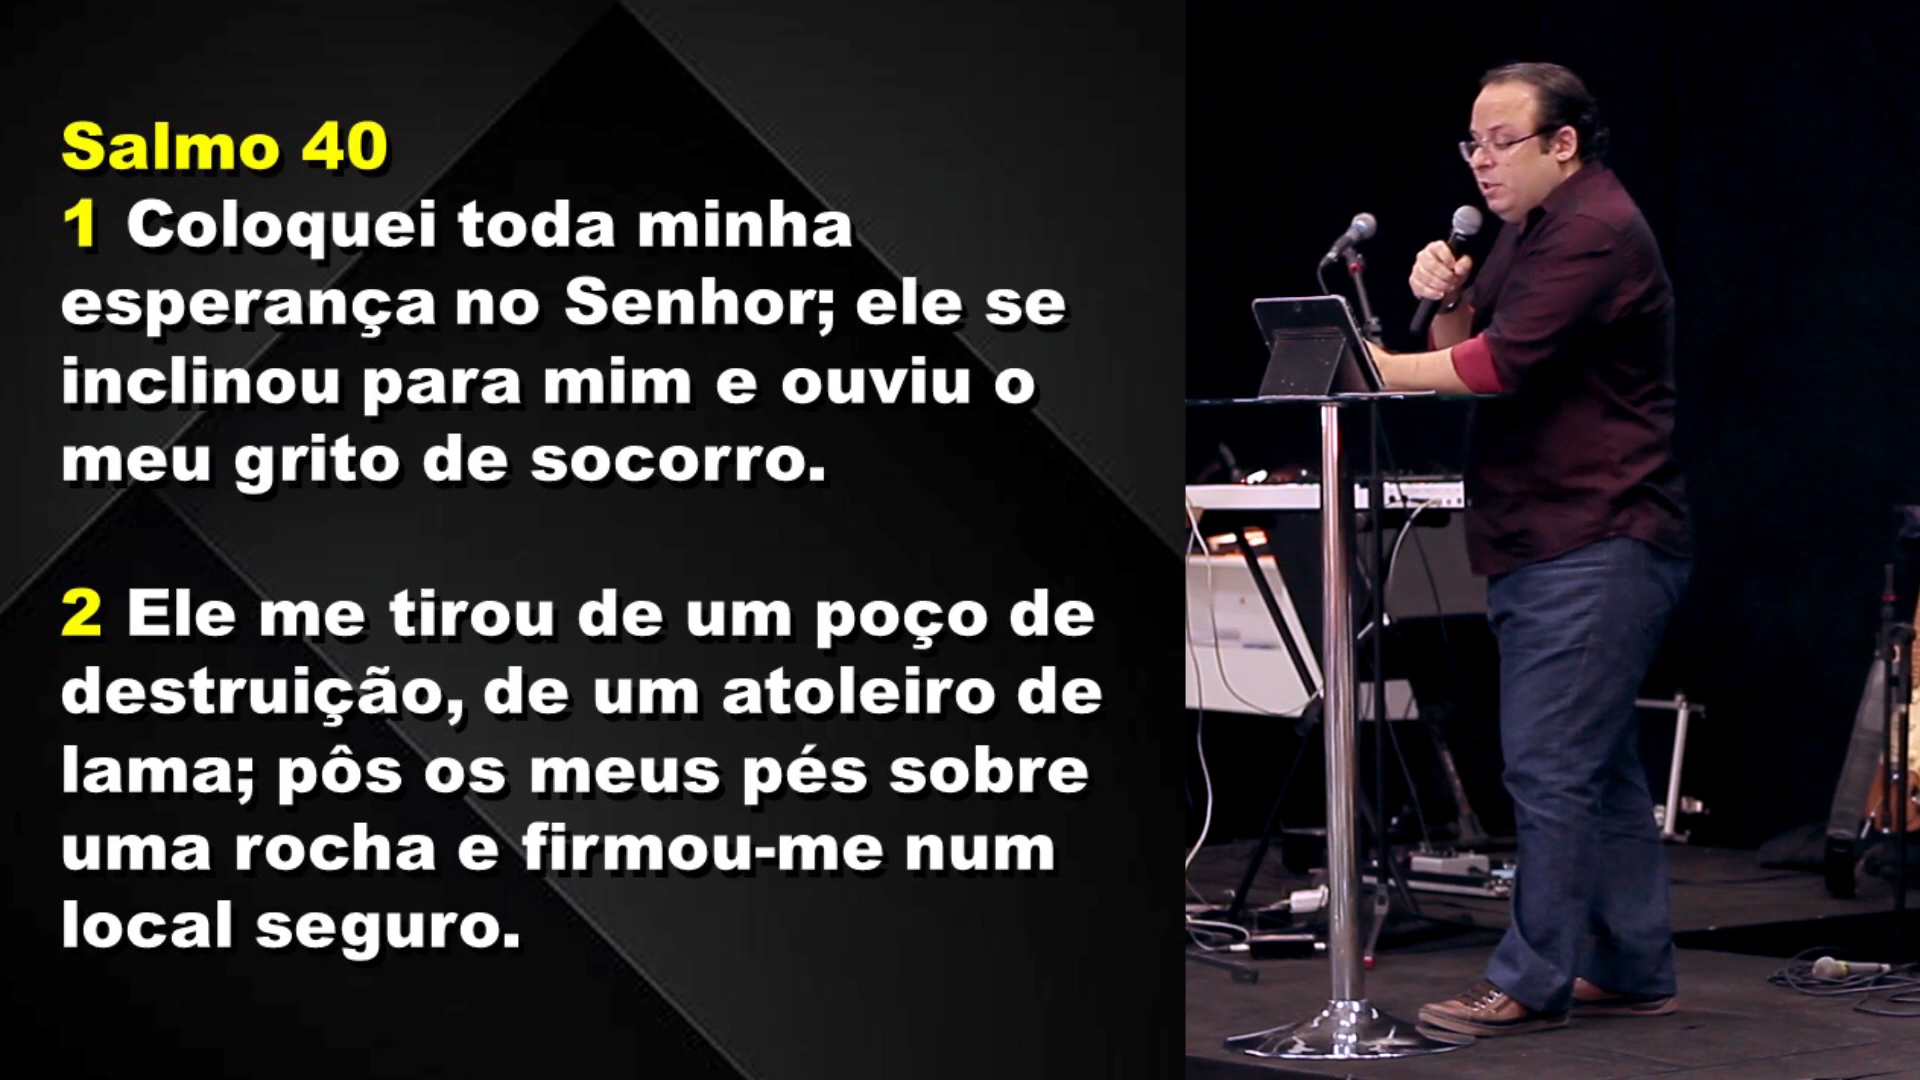 Salmo 40
1 Coloquei toda minha
esperança no Senhor; ele se
inclinou para mim e ouviu o
meu grito de socorro.
2 Ele me tirou de um poço de
destruição, de um atoleiro de
lama; pôs os meus pés sobre
uma rocha e firmou-me num
local seguro.